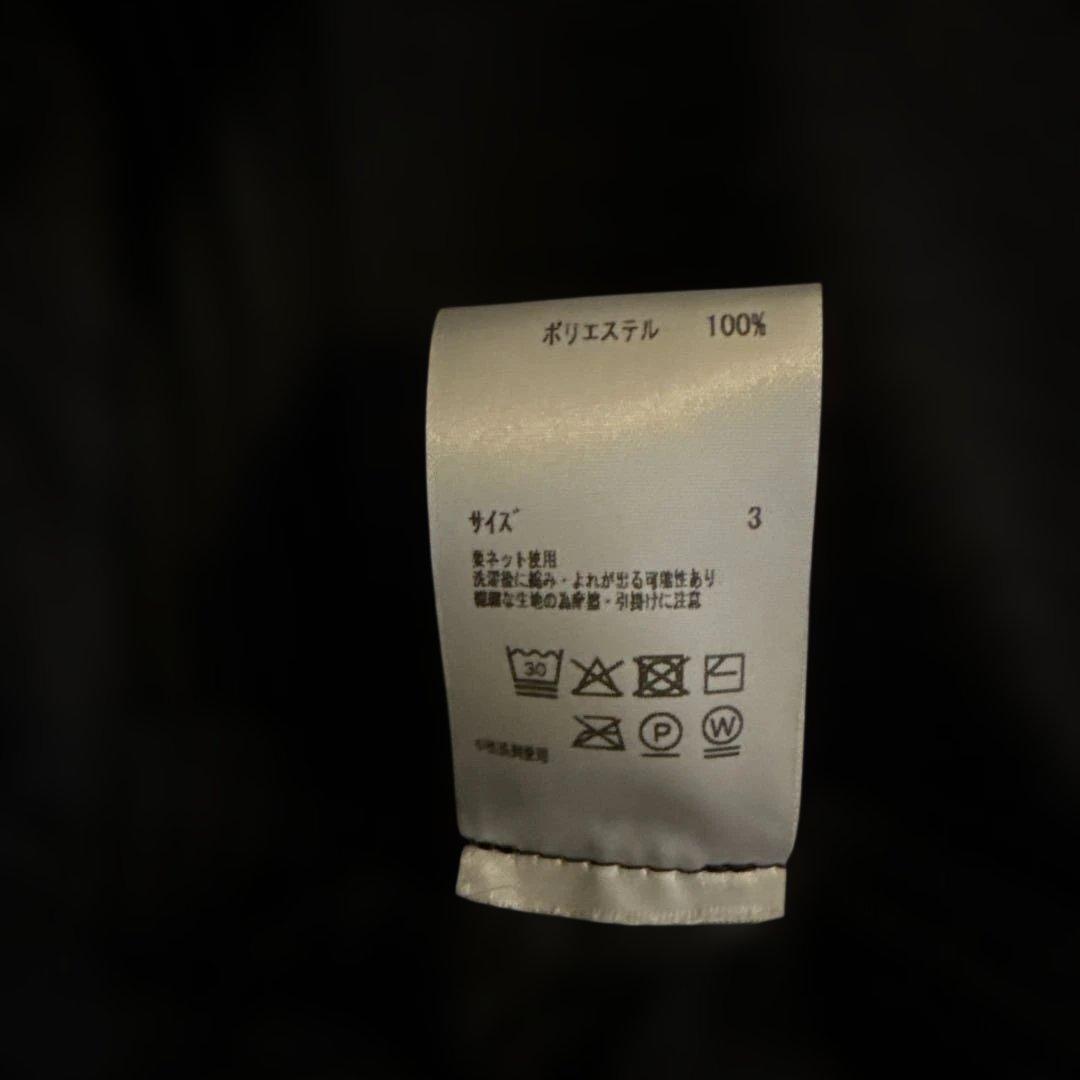 ポリエステル 100%
サイズ 3
要ネット使用
洗濯後に縮み・よれが出る可能性あり
繊細な生地の為摩擦・引掛けに注意
30
P W
中性洗剤使用